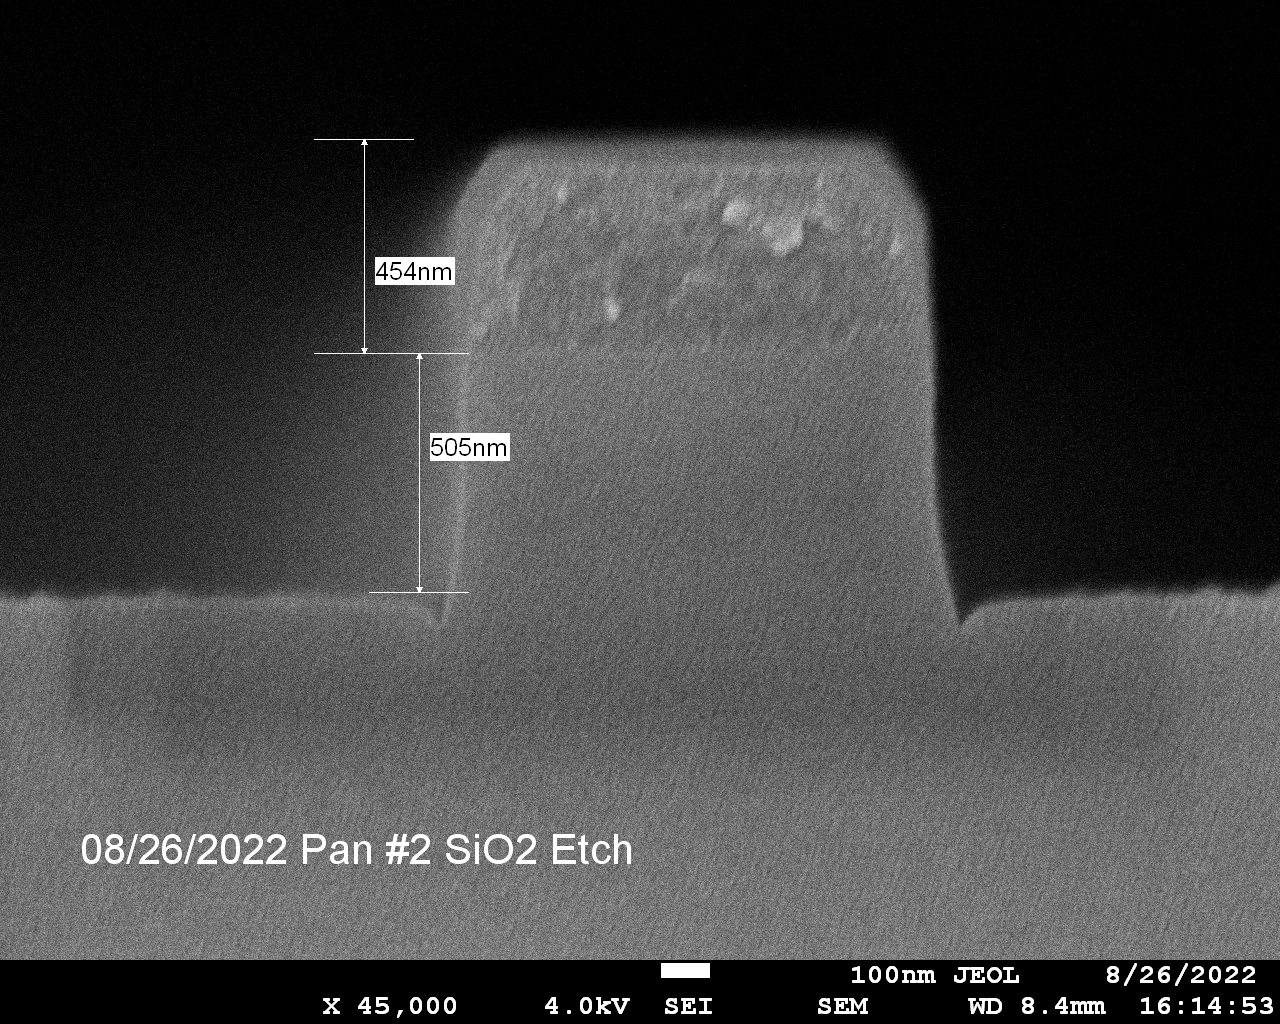 454nm
505nm
08/26/2022 Pan #2 SiO2 Etch
100nm JEOL 8/26/2022
X 45,000 4.0kV SEI SEM WD 8.4mm 16:14:53